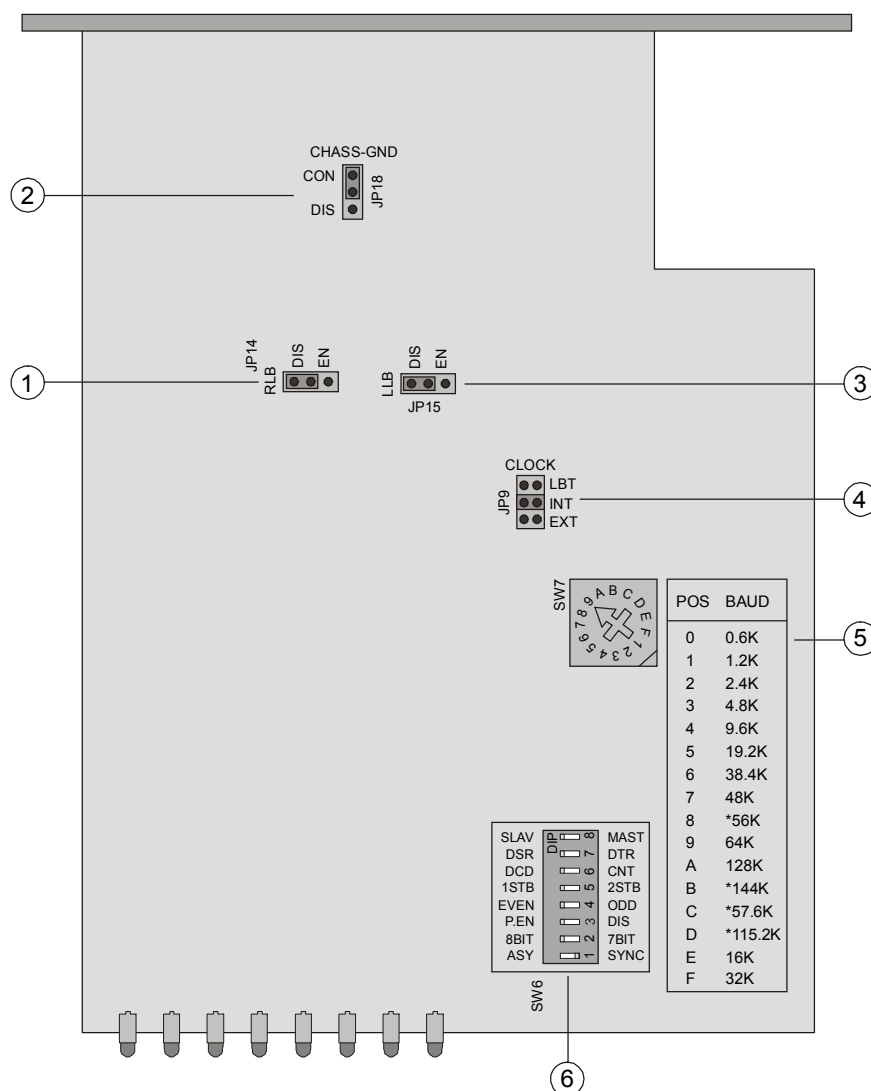 CHASS-GND
CON
DIS
JP18
2
JP14
RLB
DIS
EN
1
LLB
DIS
EN
JP15
3
CLOCK
JP9
LBT
INT
EXT
4
SW7
9 A B C D E F 1 2 3 4 5 6 7 8
POS BAUD
0 0.6K
1 1.2K
2 2.4K
3 4.8K
4 9.6K
5 19.2K
6 38.4K
7 48K
8 *56K
9 64K
A 128K
B *144K
C *57.6K
D *115.2K
E 16K
F 32K
5
DIP
SLAV 8 MAST
DSR 7 DTR
DCD 6 CNT
1STB 5 2STB
EVEN 4 ODD
P.EN 3 DIS
8BIT 2 7BIT
ASY 1 SYNC
SW6
6